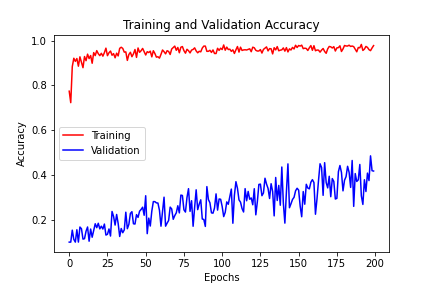 Training and Validation Accuracy
1.0
0.8
0.6
0.4
0.2
Accuracy
Training
Validation
0 25 50 75 100 125 150 175 200
Epochs